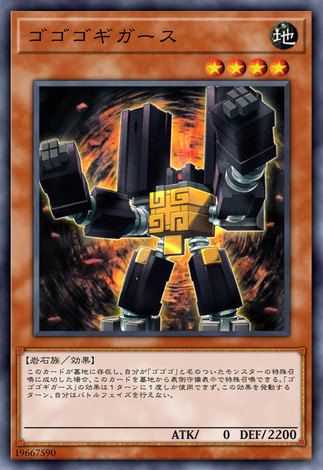 ゴゴゴギガース
地
【岩石族／効果】
このカードが墓地に存在し、自分が「ゴゴゴ」と名のついたモンスターの特殊召
喚に成功した場合、このカードを墓地から表側守備表示で特殊召喚できる。「ゴ
ゴゴギガース」の効果は１ターンに１度しか使用できず、この効果を発動する
ターン、自分はバトルフェイズを行えない。
ATK/ 0 DEF/2200
19667590